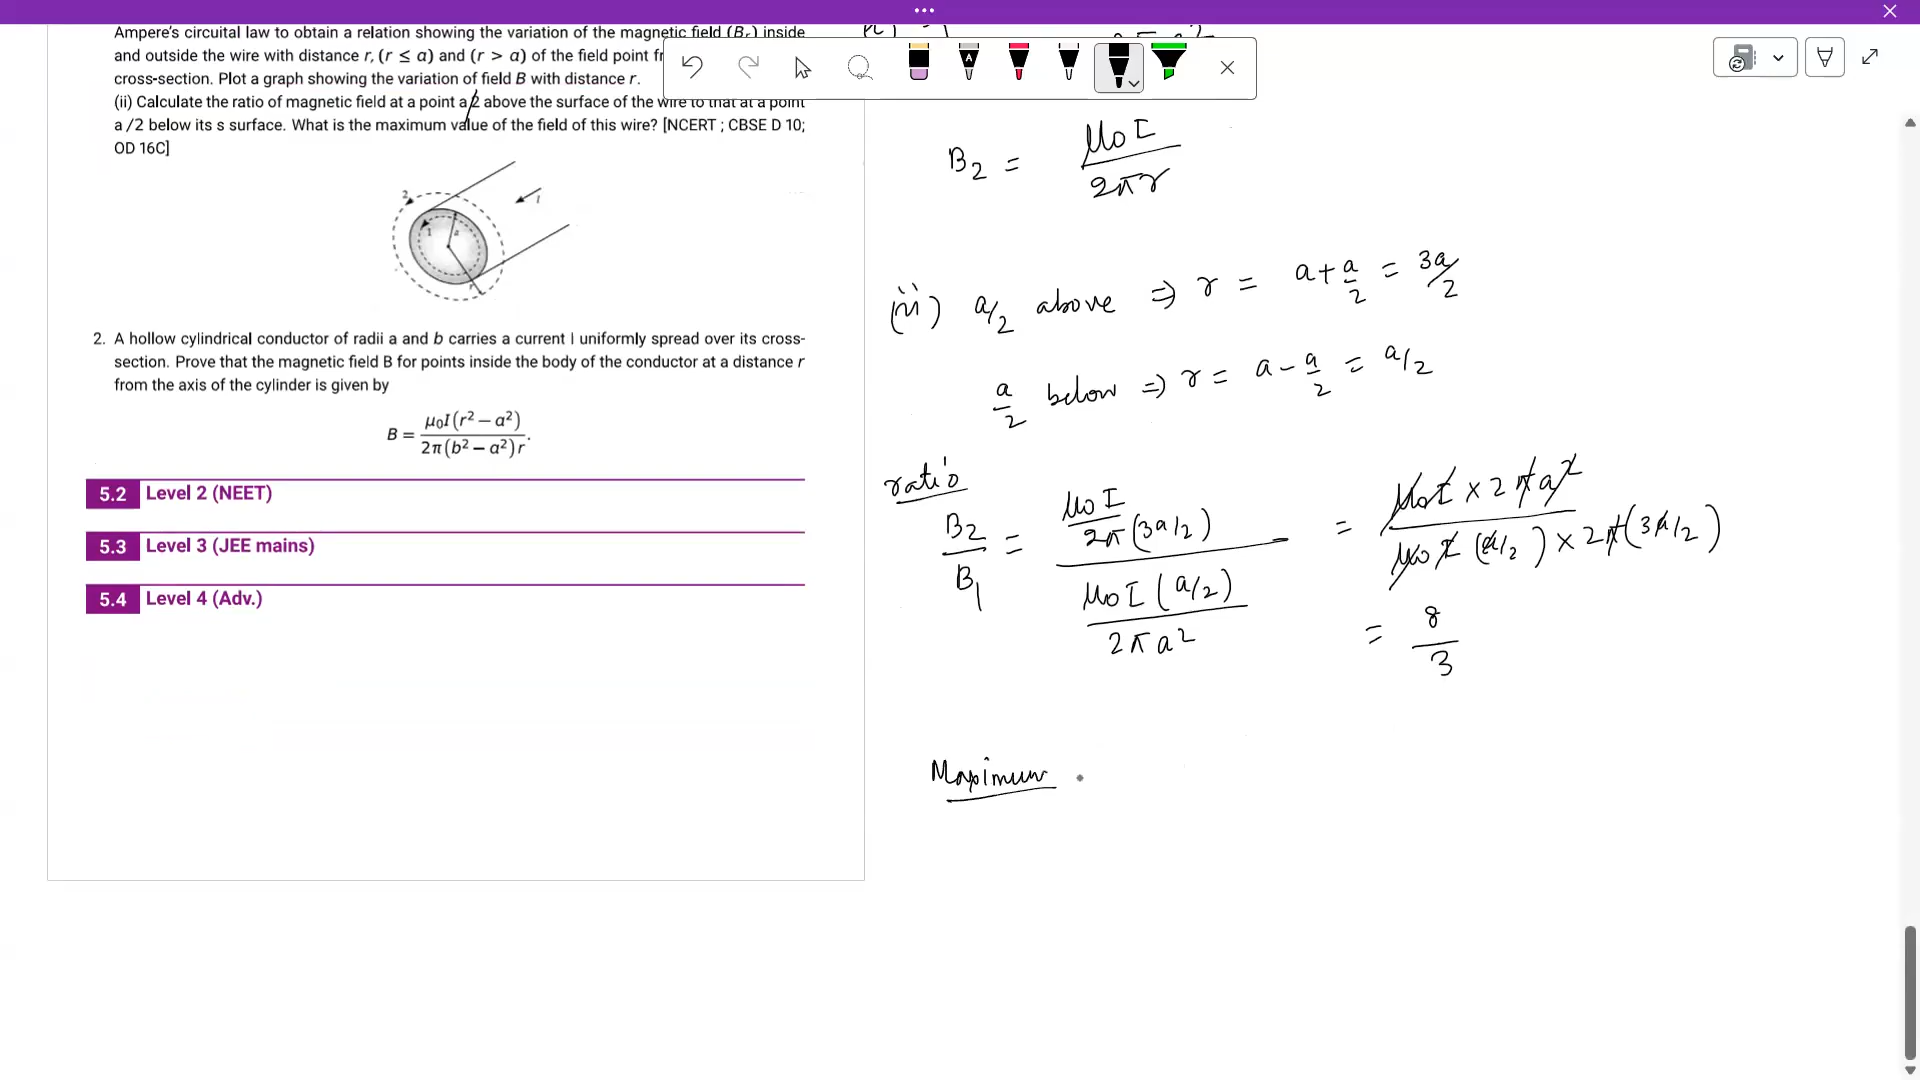 Ampere's circuital law to obtain a relation showing the variation of the magnetic field (Bᵣ) inside
and outside the wire with distance r, (r ≤ a) and (r > a) of the field point
cross-section. Plot a graph showing the variation of field B with distance r.
(ii) Calculate the ratio of magnetic field at a point a/2 above the surface of the wire to that at a point
a /2 below its s surface. What is the maximum value of the field of this wire? [NCERT ; CBSE D 10;
OD 16C]
2
I
1
a
r
2. A hollow cylindrical conductor of radii a and b carries a current I uniformly spread over its cross-
section. Prove that the magnetic field B for points inside the body of the conductor at a distance r
from the axis of the cylinder is given by
B = μ₀I(r² − a²) / 2π(b² − a²)r.
5.2 Level 2 (NEET)
5.3 Level 3 (JEE mains)
5.4 Level 4 (Adv.)
A
B₂ = μ₀I / 2πr
(ii) a/2 above ⇒ r = a + a/2 = 3a/2
a/2 below ⇒ r = a − a/2 = a/2
ratio
B₂/B₁ = μ₀I / 2π(3a/2) / μ₀I(a/2) / 2πa² = μ₀I × 2πa² / μ₀I(a/2) × 2π(3a/2)
= 8/3
Maximum